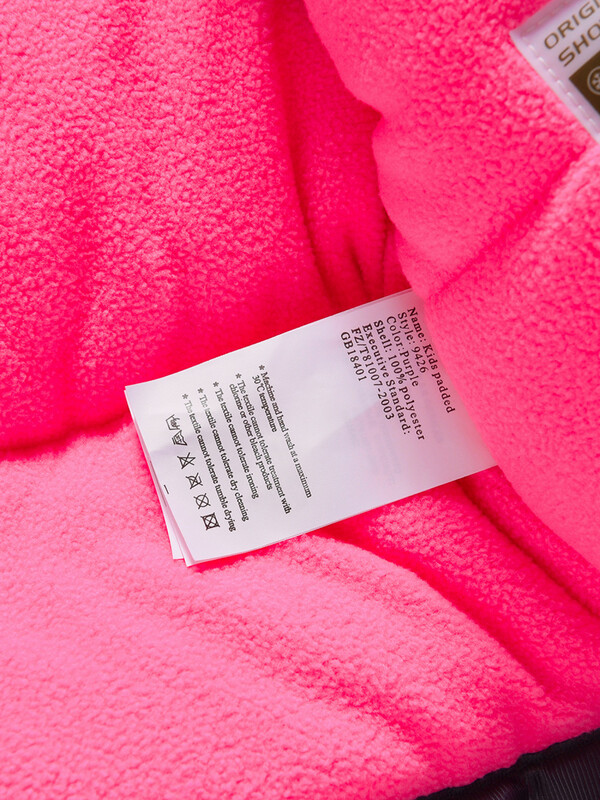 ORIGI
SHO
Name: Kids padded
Style: 9426
Color:Purple
Shell: 100% polyester
Executive Standard:
FZ/T81007-2003
GB18401
* Machine and hand wash at a maximum
30℃ temperature
* The textile cannot tolerate treatment with
chlorine or other bleach products
* The textile cannot tolerate ironing
* The textile cannot tolerate dry cleaning
* The textile cannot tolerate tumble drying